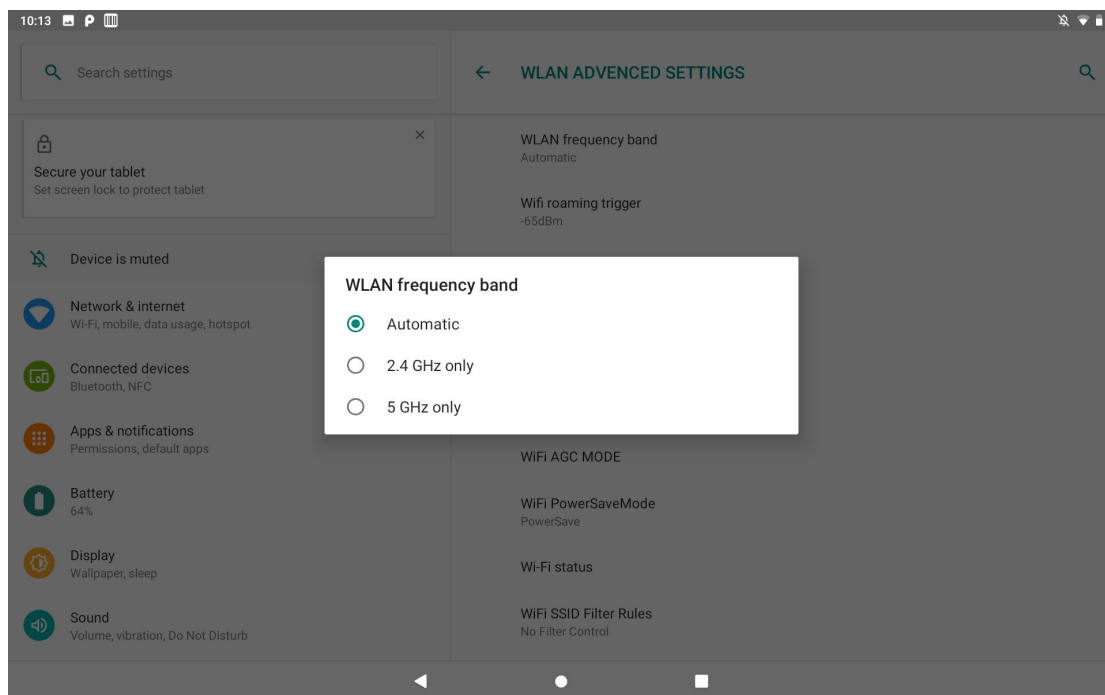 10:13
Search settings
Secure your tablet
Set screen lock to protect tablet
Device is muted
Network & internet
Wi-Fi, mobile, data usage, hotspot
Connected devices
Bluetooth, NFC
Apps & notifications
Permissions, default apps
Battery
64%
Display
Wallpaper, sleep
Sound
Volume, vibration, Do Not Disturb
WLAN ADVANCED SETTINGS
WLAN frequency band
Automatic
Wifi roaming trigger
-65dBm
WLAN frequency band
Automatic
2.4 GHz only
5 GHz only
WiFi AGC MODE
WiFi PowerSaveMode
PowerSave
Wi-Fi status
WiFi SSID Filter Rules
No Filter Control